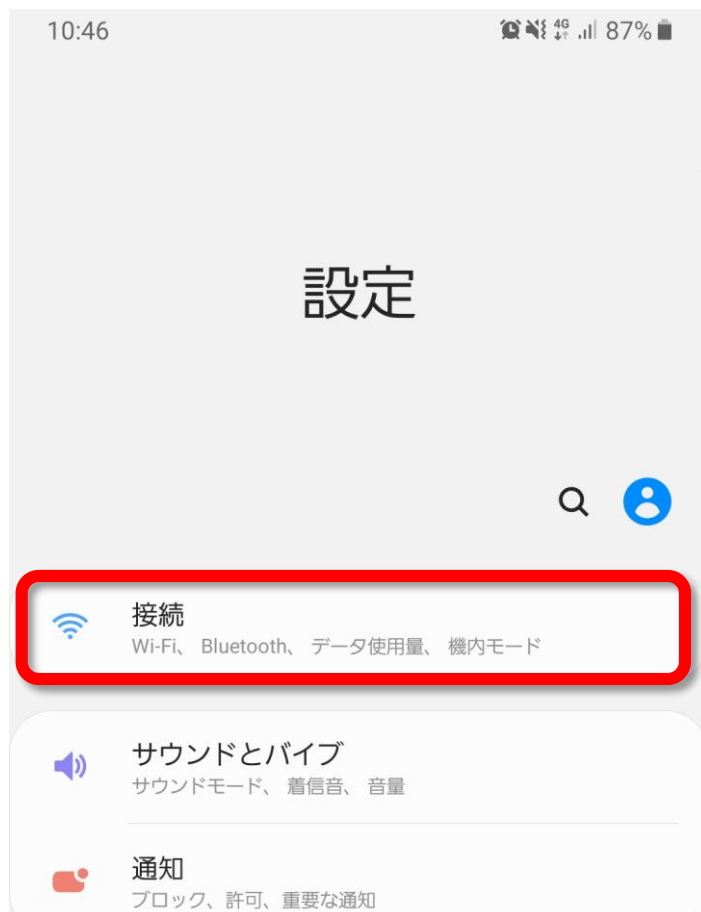 10:46 4G 87%
設定
接続
Wi-Fi、 Bluetooth、 データ使用量、 機内モード
サウンドとバイブ
サウンドモード、 着信音、 音量
通知
ブロック、許可、重要な通知